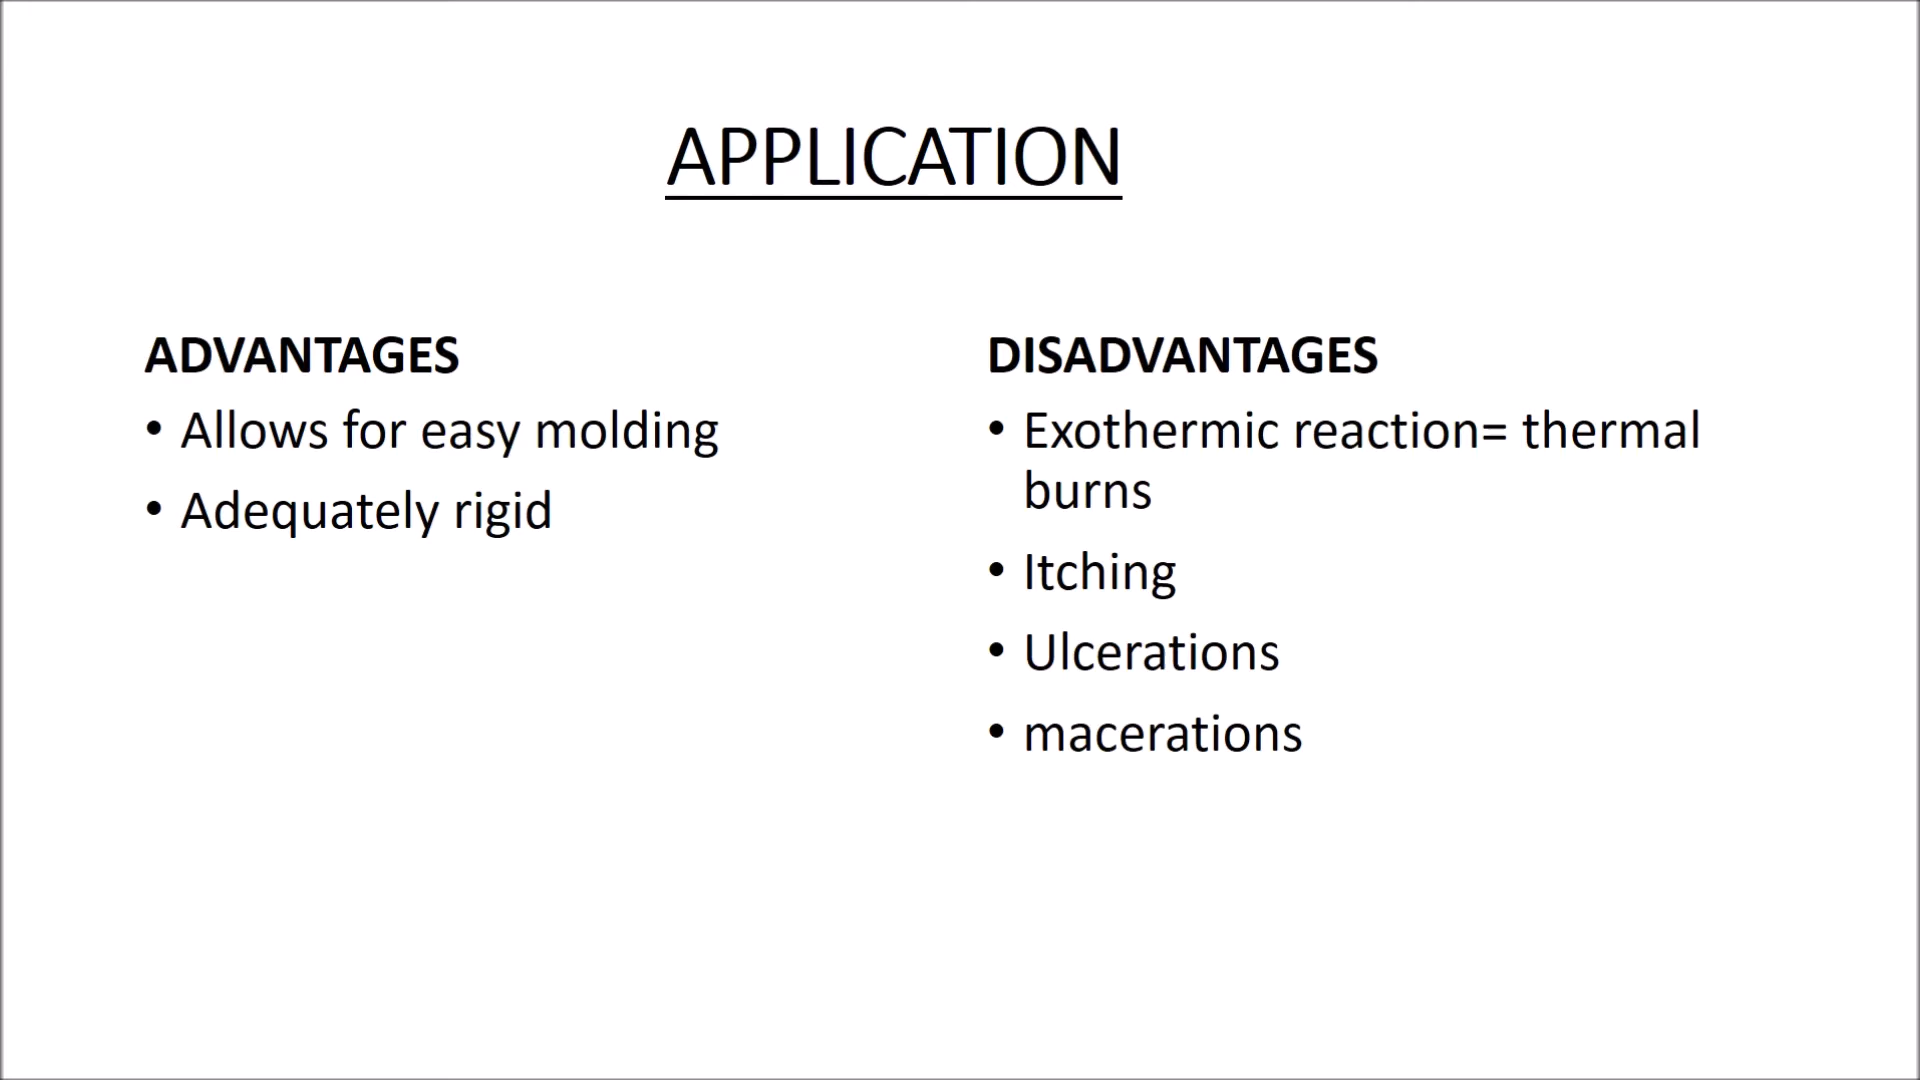 APPLICATION
ADVANTAGES
• Allows for easy molding
• Adequately rigid
DISADVANTAGES
• Exothermic reaction= thermal
burns
• Itching
• Ulcerations
• macerations